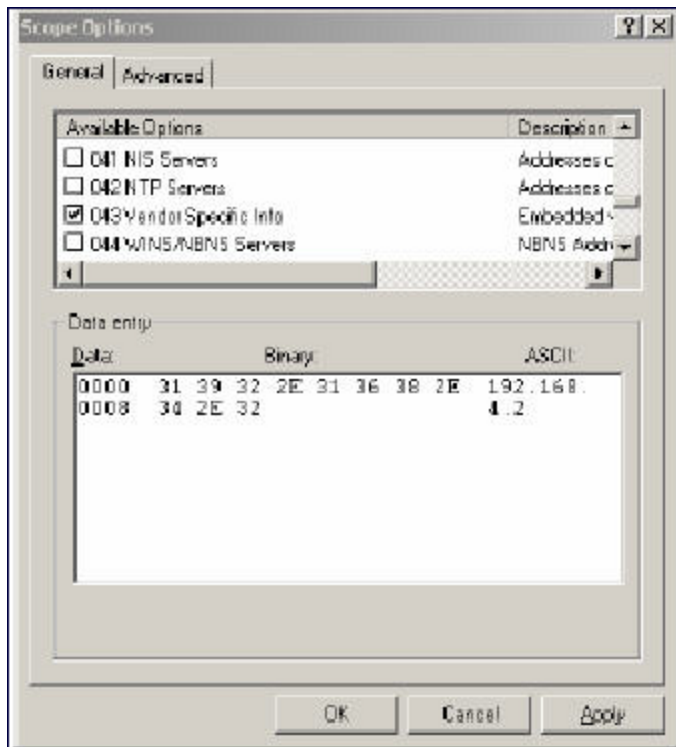 Scope Options
General Advanced
Available Options Description
041 NIS Servers Addresses c
042 NTP Servers Addresses c
043 Vendor Specific Info Embedded
044 WINS/NBNS Servers NBNS Addr
Data entry
Data: Binary: ASCII:
0000 31 39 32 2E 31 36 38 2E 192.168.
0008 34 2E 32 4.2
OK Cancel Apply